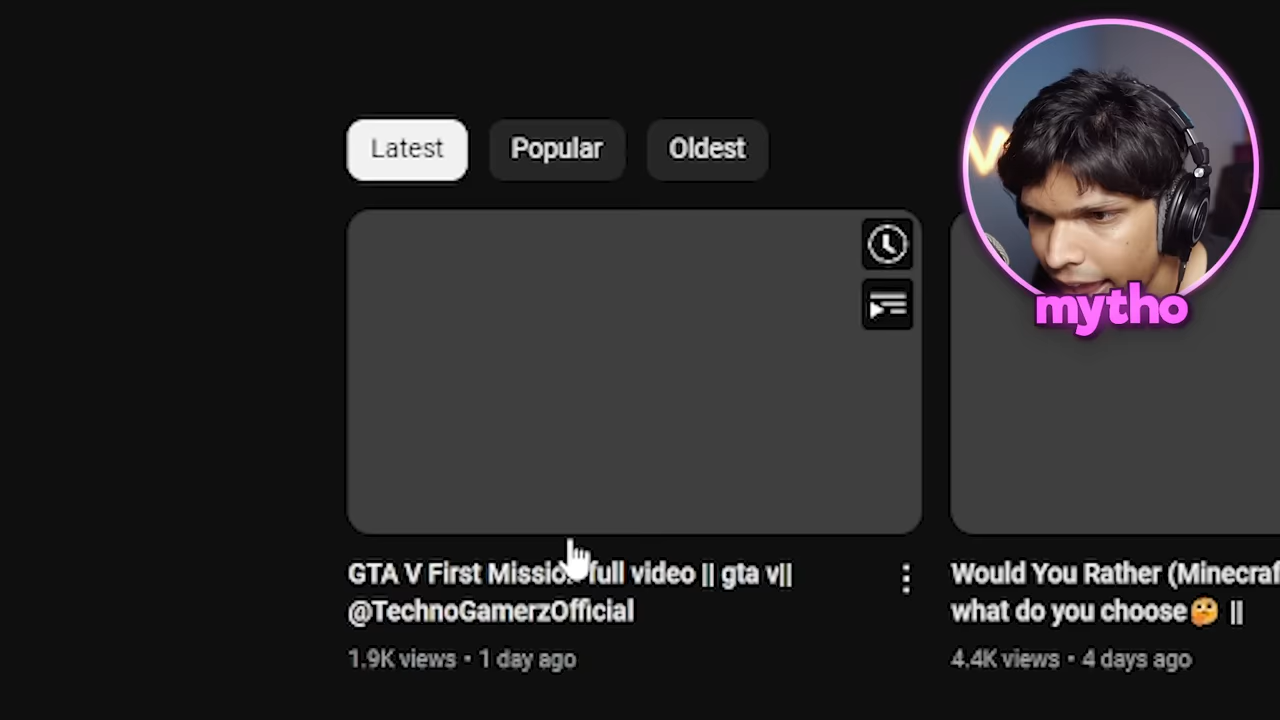 Latest
Popular
Oldest
mytho
GTA V First Mission full video || gta v||
@TechnoGamerzOfficial
1.9K views • 1 day ago
Would You Rather (Minecraf
what do you choose🤔 ||
4.4K views • 4 days ago